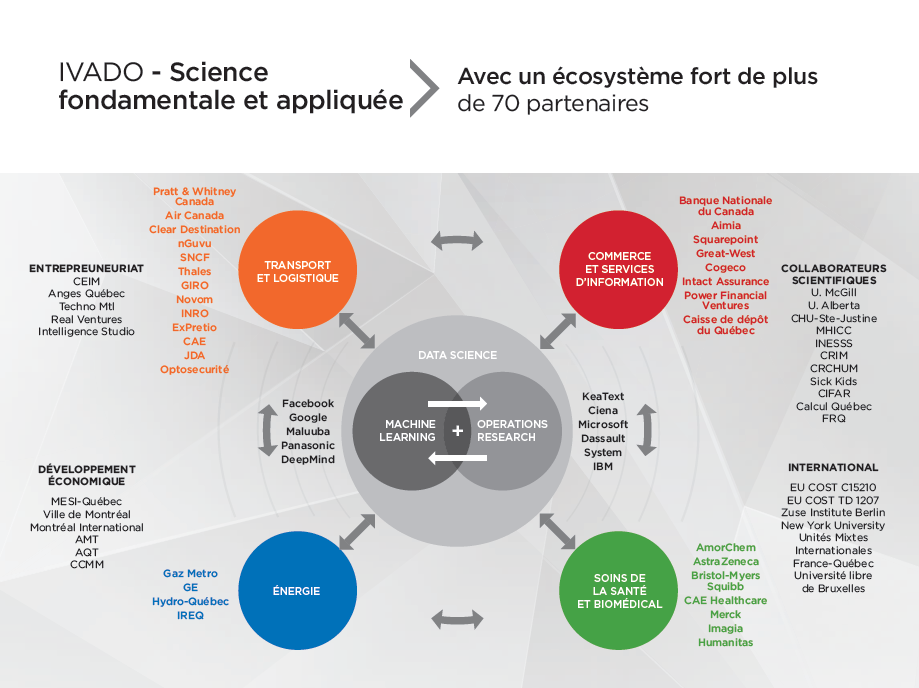 IVADO - Science
fondamentale et appliquée
Avec un écosystème fort de plus
de 70 partenaires
ENTREPREUNEURIAT
CEIM
Anges Québec
Techno Mtl
Real Ventures
Intelligence Studio
Pratt & Whitney
Canada
Air Canada
Clear Destination
nGuvu
SNCF
Thales
GIRO
Novom
INRO
ExPretio
CAE
JDA
Optosecurité
TRANSPORT
ET LOGISTIQUE
COMMERCE
ET SERVICES
D'INFORMATION
Banque Nationale
du Canada
Aimia
Squarepoint
Great-West
Cogeco
Intact Assurance
Power Financial
Ventures
Caisse de dépôt
du Québec
COLLABORATEURS
SCIENTIFIQUES
U. McGill
U. Alberta
CHU-Ste-Justine
MHICC
INESSS
CRIM
CRCHUM
Sick Kids
CIFAR
Calcul Québec
FRQ
DATA SCIENCE
Facebook
Google
Maluuba
Panasonic
DeepMind
MACHINE
LEARNING
+
OPERATIONS
RESEARCH
KeaText
Ciena
Microsoft
Dassault
System
IBM
DÉVELOPPEMENT
ÉCONOMIQUE
MESI-Québec
Ville de Montréal
Montréal International
AMT
AQT
CCMM
Gaz Metro
GE
Hydro-Québec
IREQ
ÉNERGIE
SOINS DE
LA SANTÉ
ET BIOMÉDICAL
AmorChem
AstraZeneca
Bristol-Myers
Squibb
CAE Healthcare
Merck
Imagia
Humanitas
INTERNATIONAL
EU COST C15210
EU COST TD 1207
Zuse Institute Berlin
New York University
Unités Mixtes
Internationales
France-Québec
Université libre
de Bruxelles